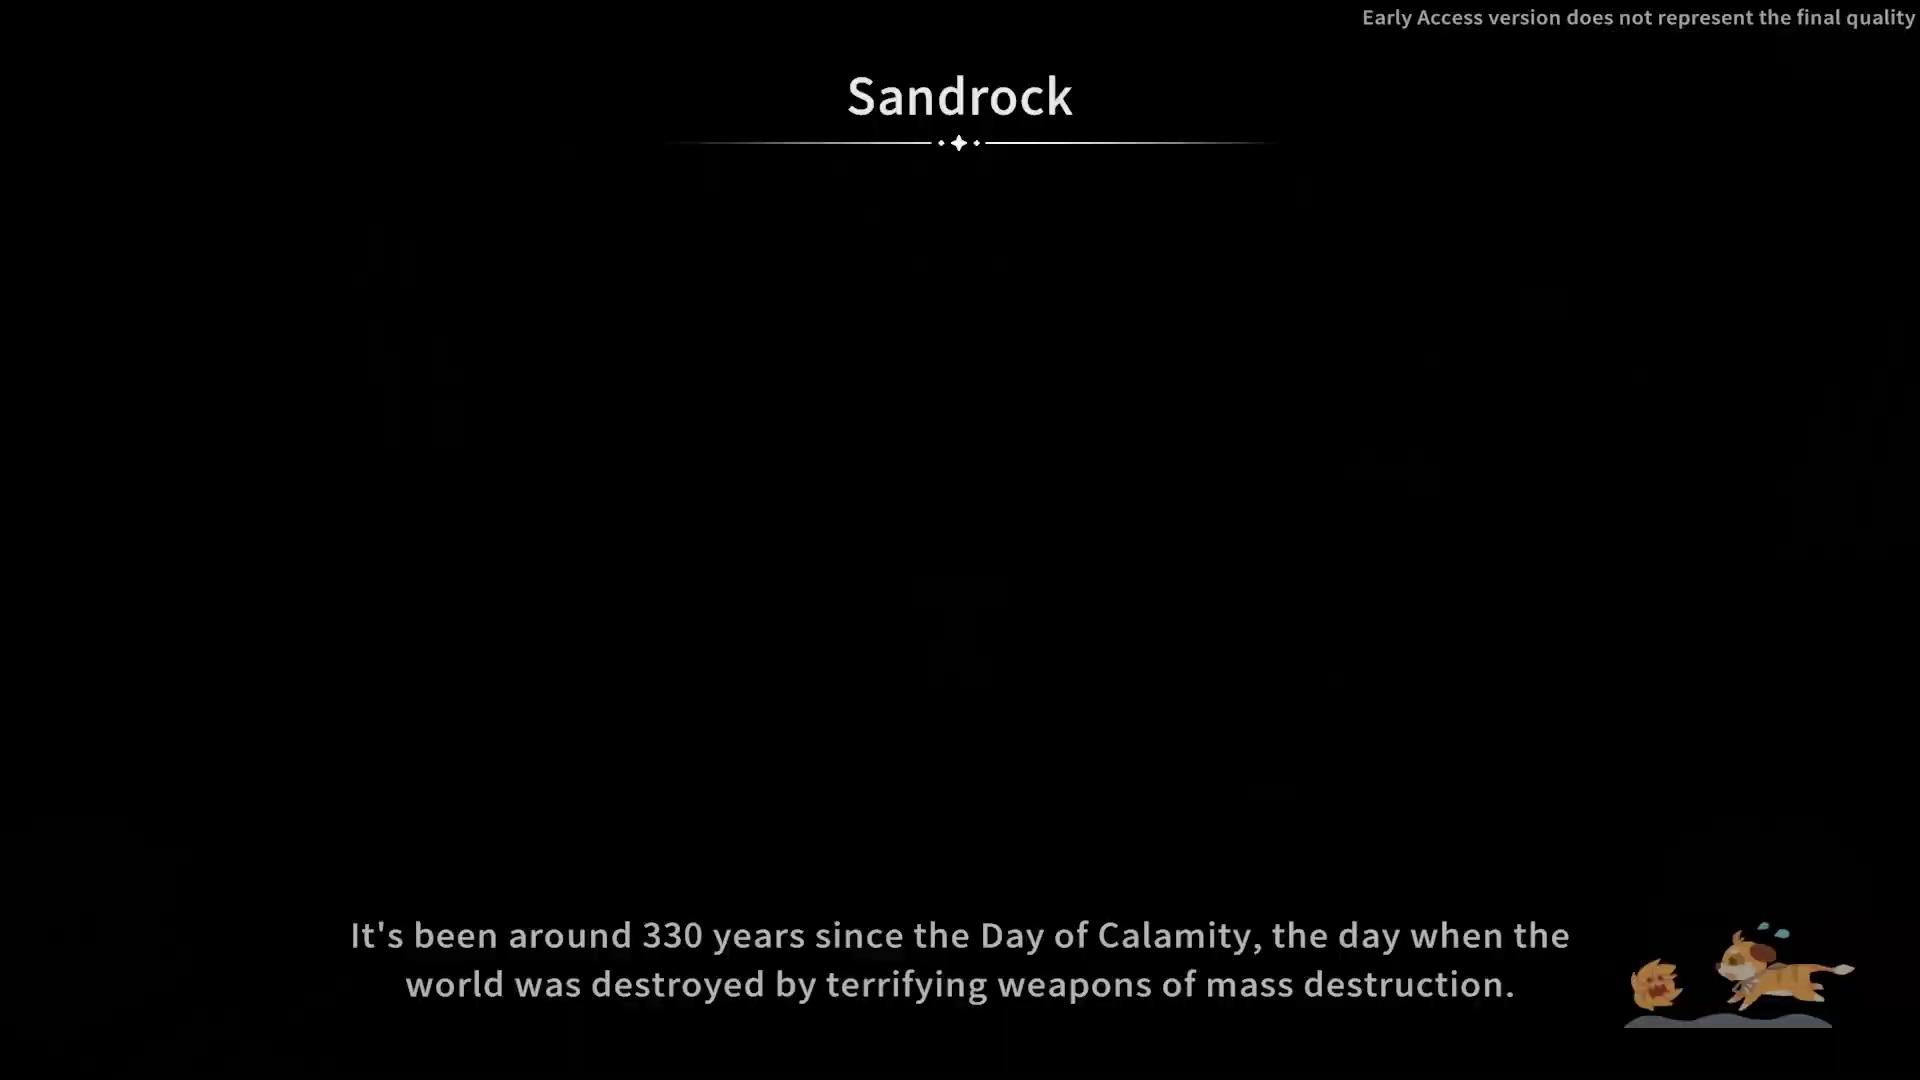 Early Access version does not represent the final quality
Sandrock
It's been around 330 years since the Day of Calamity, the day when the
world was destroyed by terrifying weapons of mass destruction.